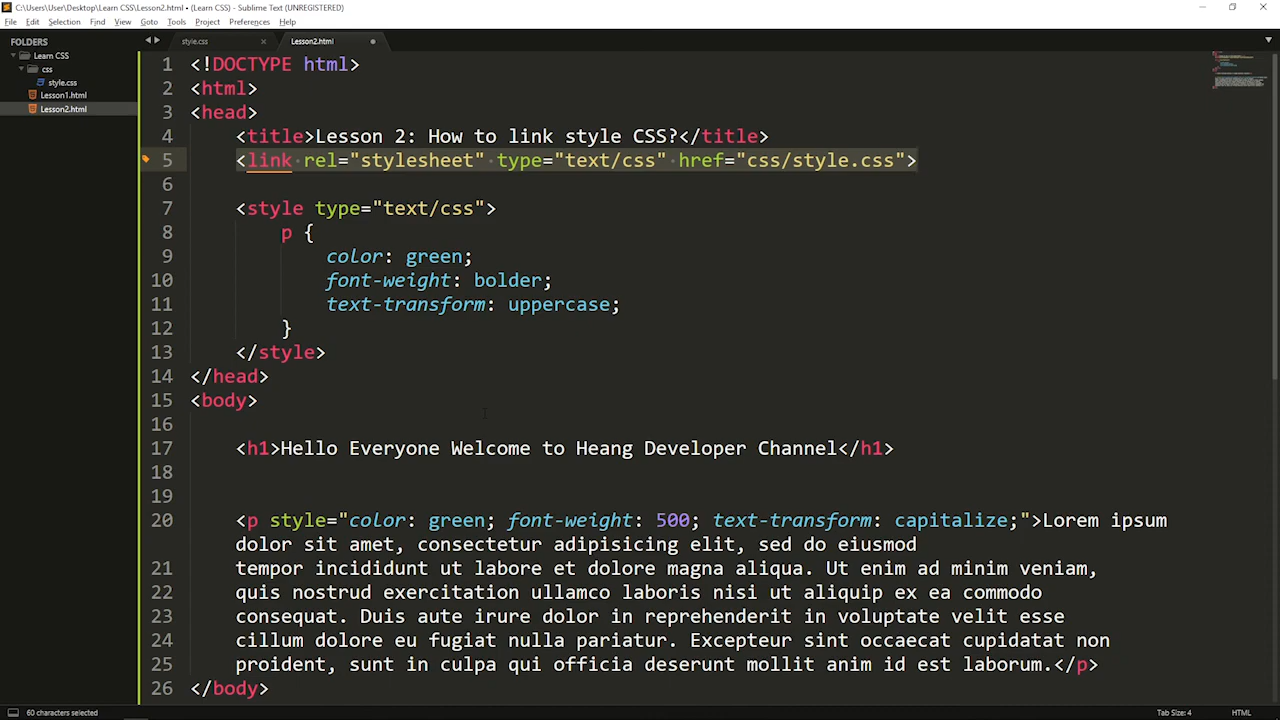 C:\Users\User\Desktop\Learn CSS\Lesson2.html • (Learn CSS) - Sublime Text (UNREGISTERED)
File Edit Selection Find View Goto Tools Project Preferences Help
FOLDERS
Learn CSS
css
style.css
Lesson1.html
Lesson2.html
style.css × Lesson2.html
1 <!DOCTYPE html>
2 <html>
3 <head>
4 <title>Lesson 2: How to link style CSS?</title>
5 <link rel="stylesheet" type="text/css" href="css/style.css">
6
7 <style type="text/css">
8 p {
9 color: green;
10 font-weight: bolder;
11 text-transform: uppercase;
12 }
13 </style>
14 </head>
15 <body>
16
17 <h1>Hello Everyone Welcome to Heang Developer Channel</h1>
18
19
20 <p style="color: green; font-weight: 500; text-transform: capitalize;">Lorem ipsum
dolor sit amet, consectetur adipisicing elit, sed do eiusmod
21 tempor incididunt ut labore et dolore magna aliqua. Ut enim ad minim veniam,
22 quis nostrud exercitation ullamco laboris nisi ut aliquip ex ea commodo
23 consequat. Duis aute irure dolor in reprehenderit in voluptate velit esse
24 cillum dolore eu fugiat nulla pariatur. Excepteur sint occaecat cupidatat non
25 proident, sunt in culpa qui officia deserunt mollit anim id est laborum.</p>
26 </body>
60 characters selected
Tab Size: 4
HTML